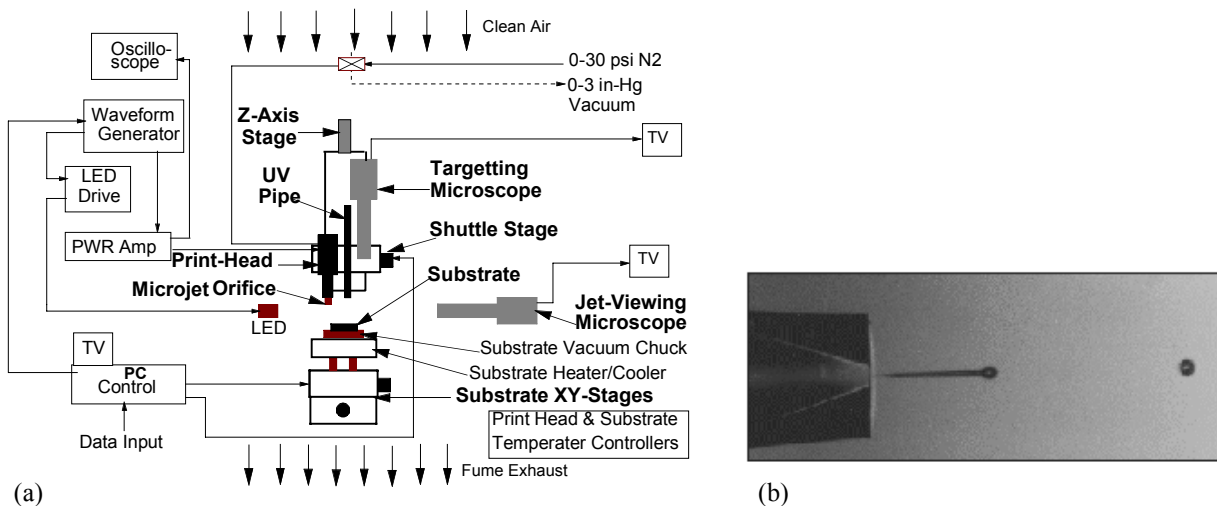 Clean Air
Oscillo-
scope
0-30 psi N2
0-3 in-Hg
Vacuum
Waveform
Generator
Z-Axis
Stage
TV
LED
Drive
UV
Pipe
Targetting
Microscope
PWR Amp
Shuttle Stage
Print-Head
TV
Substrate
Microjet Orifice
LED
Jet-Viewing
Microscope
TV
Substrate Vacuum Chuck
PC
Control
Substrate Heater/Cooler
Substrate XY-Stages
Data Input
Print Head & Substrate
Temperater Controllers
Fume Exhaust
(a)
(b)